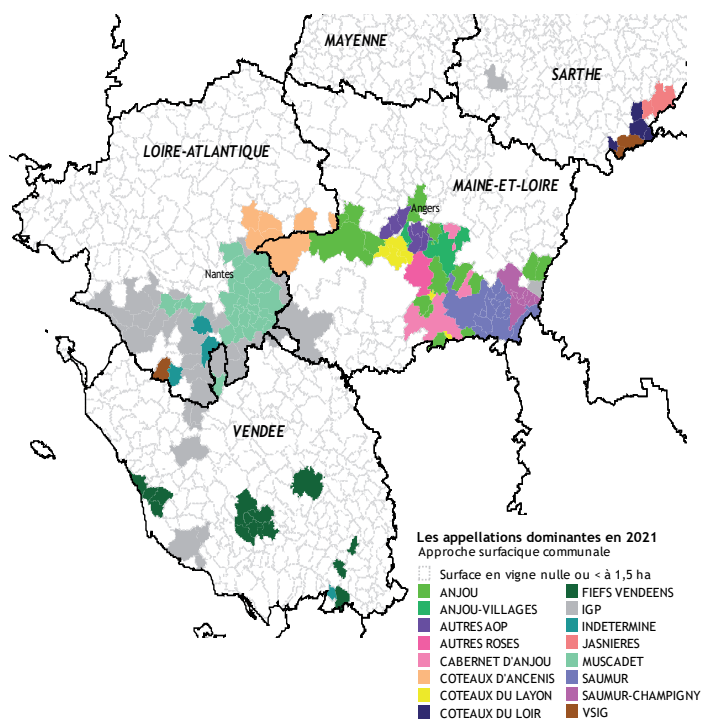 MAYENNE
SARTHE
LOIRE-ATLANTIQUE
MAINE-ET-LOIRE
Angers
Nantes
VENDEE
Les appellations dominantes en 2021
Approche surfacique communale
Surface en vigne nulle ou < à 1,5 ha
ANJOU
ANJOU-VILLAGES
AUTRES AOP
AUTRES ROSES
CABERNET D'ANJOU
COTEAUX D'ANCENIS
COTEAUX DU LAYON
COTEAUX DU LOIR
FIEFS VENDEENS
IGP
INDETERMINE
JASNIERES
MUSCADET
SAUMUR
SAUMUR-CHAMPIGNY
VSIG